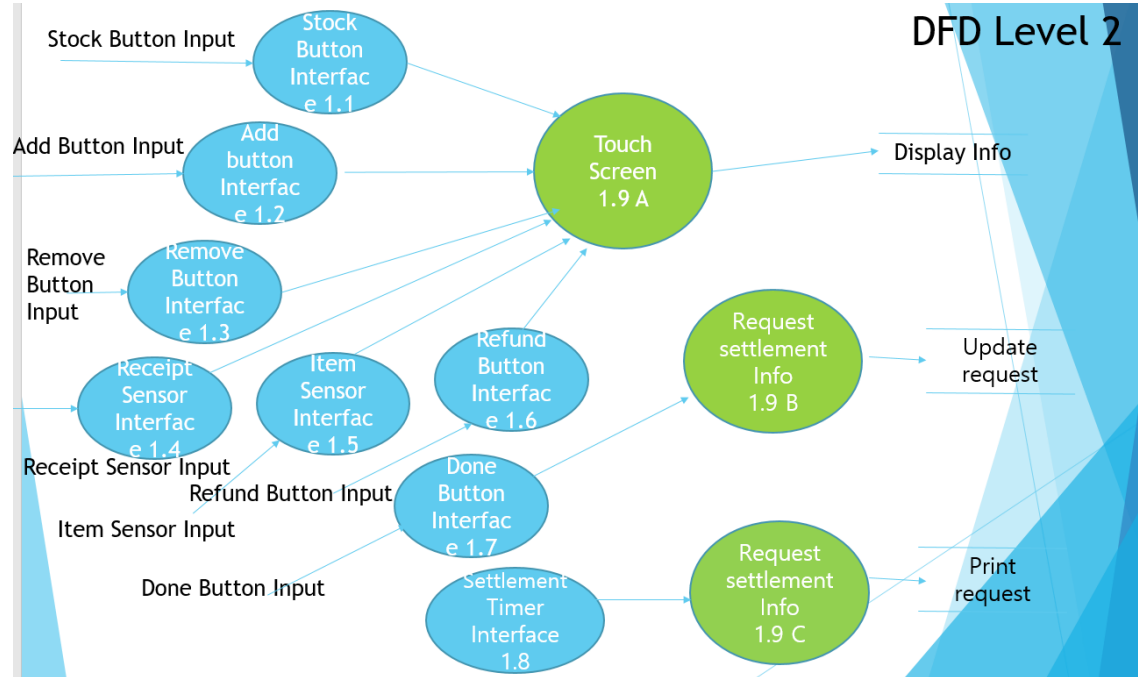 DFD Level 2
Stock Button Input
Stock
Button
Interfac
e 1.1
Add Button Input
Add
button
Interfac
e 1.2
Touch
Screen
1.9 A
Display Info
Remove
Button
Input
Remove
Button
Interfac
e 1.3
Receipt
Sensor
Interfac
e 1.4
Item
Sensor
Interfac
e 1.5
Refund
Button
Interfac
e 1.6
Request
settlement
Info
1.9 B
Update
request
Receipt Sensor Input
Refund Button Input
Item Sensor Input
Done
Button
Interfac
e 1.7
Done Button Input
Settlement
Timer
Interface
1.8
Request
settlement
Info
1.9 C
Print
request